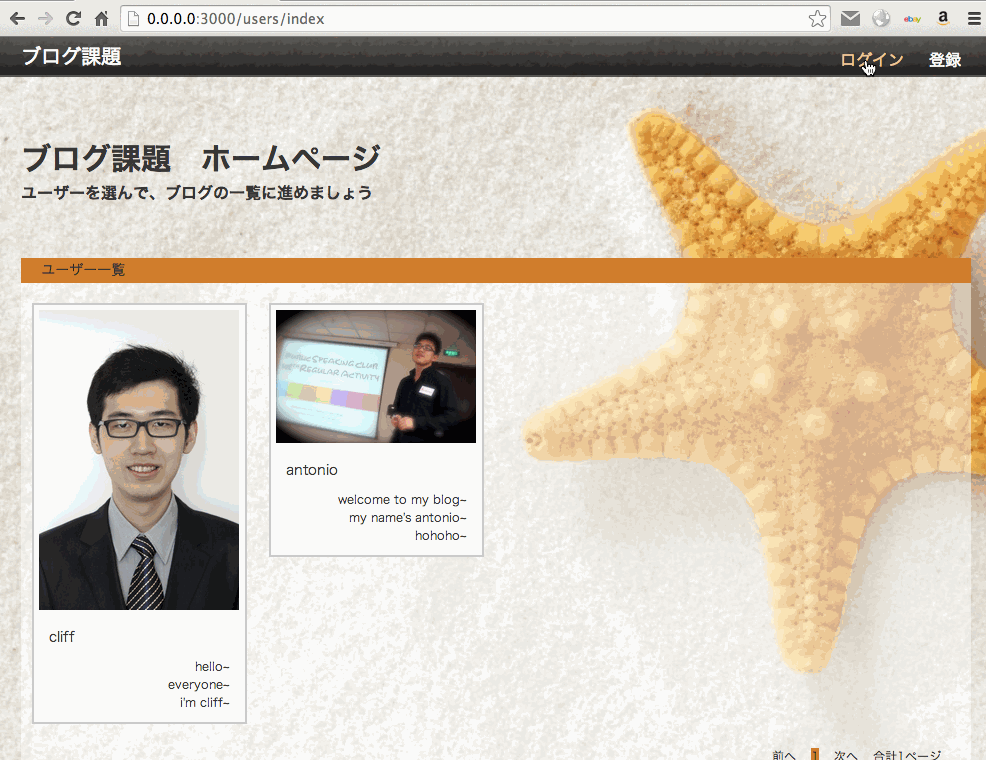 0.0.0.0:3000/users/index
ebay
a
ブログ課題
ログイン
登録
ブログ課題　ホームページ
ユーザーを選んで、ブログの一覧に進めましょう
ユーザー一覧
PUBLIC SPEAKING CLUB
REGULAR ACTIVITY
antonio
welcome to my blog~
my name's antonio~
hohoho~
cliff
hello~
everyone~
i'm cliff~
前へ 1 次へ 合計1ページ